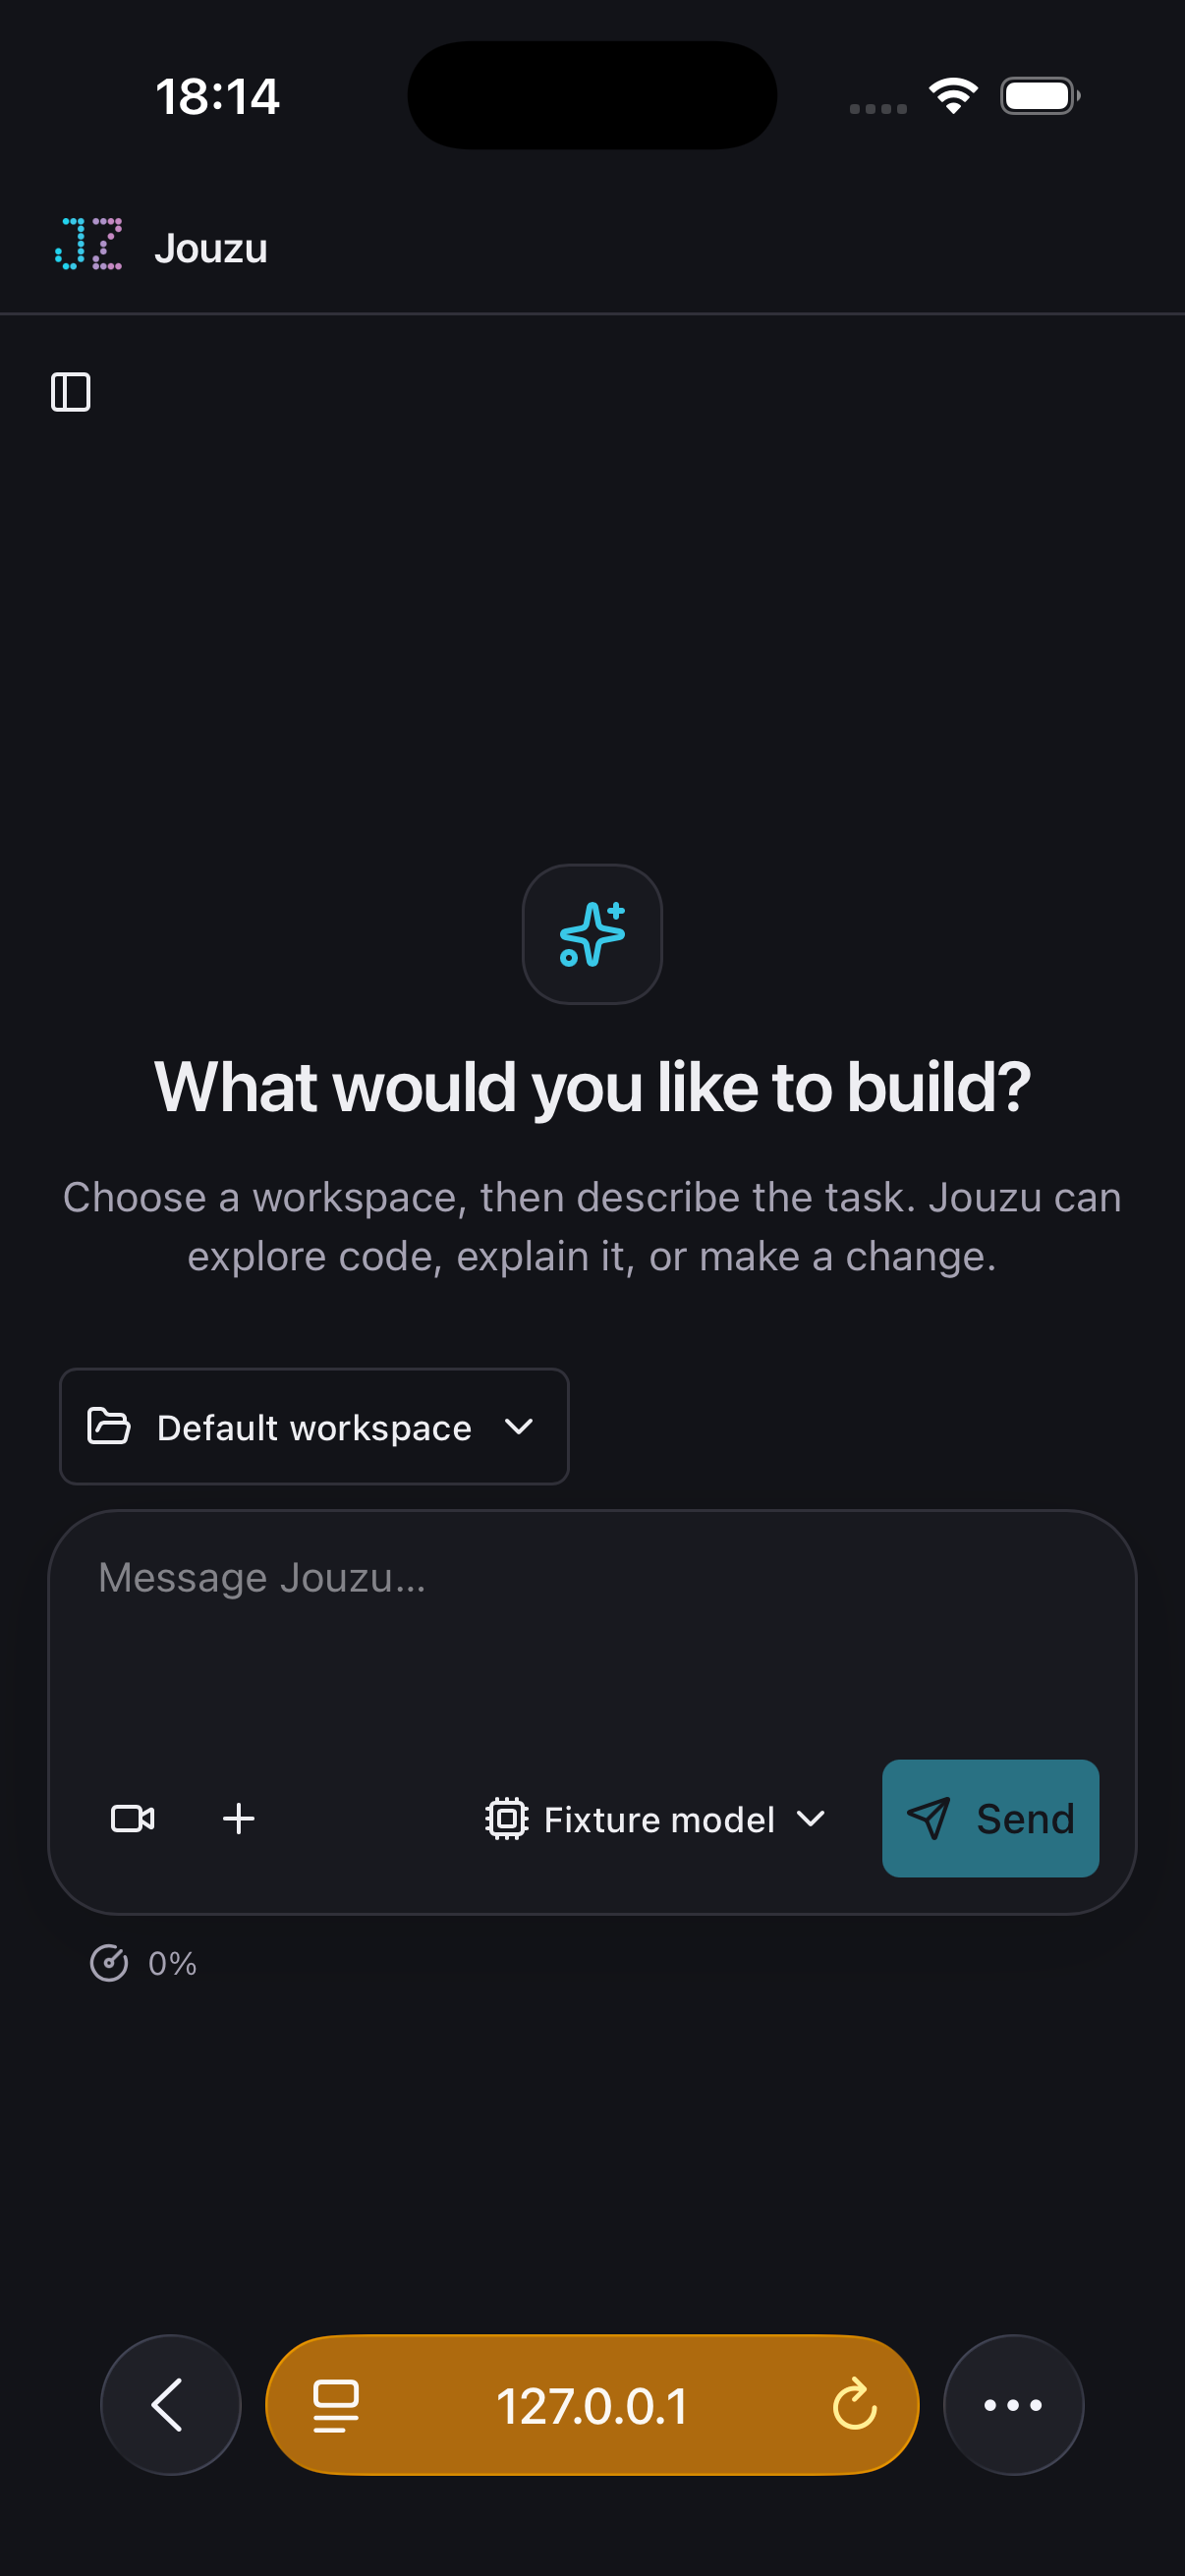 18:14
JZ Jouzu
What would you like to build?
Choose a workspace, then describe the task. Jouzu can
explore code, explain it, or make a change.
Default workspace
Message Jouzu...
Fixture model
Send
0%
127.0.0.1